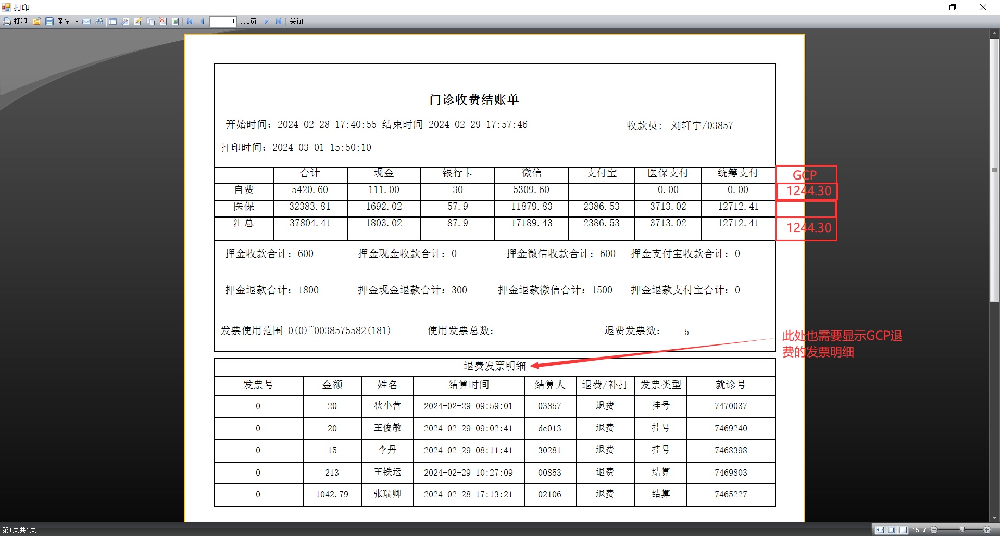 打印
打印 保存 1 共1页 关闭
门诊收费结账单
开始时间：2024-02-28 17:40:55 结束时间 2024-02-29 17:57:46 收款员： 刘轩宇/03857
打印时间：2024-03-01 15:50:10
合计 现金 银行卡 微信 支付宝 医保支付 统筹支付 GCP
自费 5420.60 111.00 30 5309.60 0.00 0.00 1244.30
医保 32383.81 1692.02 57.9 11879.83 2386.53 3713.02 12712.41
汇总 37804.41 1803.02 87.9 17189.43 2386.53 3713.02 12712.41 1244.30
押金收款合计：600 押金现金收款合计：0 押金微信收款合计：600 押金支付宝收款合计：0
押金退款合计：1800 押金现金退款合计：300 押金退款微信合计：1500 押金退款支付宝合计：0
发票使用范围 0(0)~0038575582(181) 使用发票总数： 退费发票数： 5
此处也需要显示GCP退
费的发票明细
退费发票明细
发票号 金额 姓名 结算时间 结算人 退费/补打 发票类型 就诊号
0 20 狄小营 2024-02-29 09:59:01 03857 退费 挂号 7470037
0 20 王俊敏 2024-02-29 09:02:41 dc013 退费 挂号 7469240
0 15 李丹 2024-02-29 08:11:41 30281 退费 挂号 7468398
0 213 王铁运 2024-02-29 10:27:09 00853 退费 结算 7469803
0 1042.79 张瑞卿 2024-02-28 17:13:21 02106 退费 结算 7465227
第1页共1页 150%